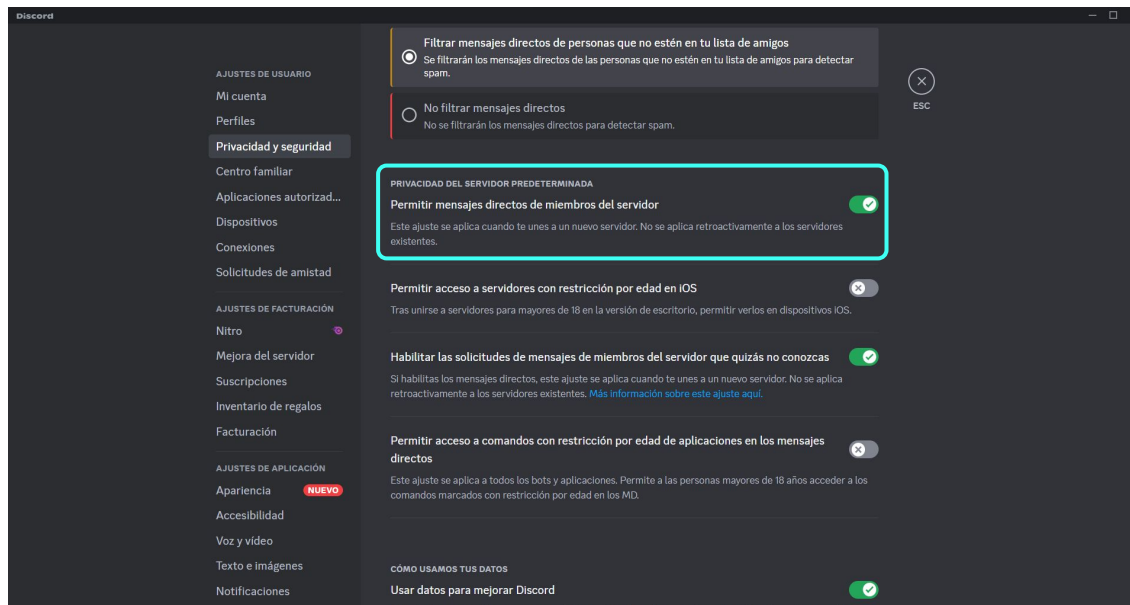 Discord
AJUSTES DE USUARIO
Mi cuenta
Perfiles
Privacidad y seguridad
Centro familiar
Aplicaciones autorizad...
Dispositivos
Conexiones
Solicitudes de amistad
AJUSTES DE FACTURACIÓN
Nitro
Mejora del servidor
Suscripciones
Inventario de regalos
Facturación
AJUSTES DE APLICACIÓN
Apariencia NUEVO
Accesibilidad
Voz y vídeo
Texto e imágenes
Notificaciones
Filtrar mensajes directos de personas que no estén en tu lista de amigos
Se filtrarán los mensajes directos de las personas que no estén en tu lista de amigos para detectar
spam.
No filtrar mensajes directos
No se filtrarán los mensajes directos para detectar spam.
PRIVACIDAD DEL SERVIDOR PREDETERMINADA
Permitir mensajes directos de miembros del servidor
Este ajuste se aplica cuando te unes a un nuevo servidor. No se aplica retroactivamente a los servidores
existentes.
Permitir acceso a servidores con restricción por edad en iOS
Tras unirse a servidores para mayores de 18 en la versión de escritorio, permitir verlos en dispositivos iOS.
Habilitar las solicitudes de mensajes de miembros del servidor que quizás no conozcas
Si habilitas los mensajes directos, este ajuste se aplica cuando te unes a un nuevo servidor. No se aplica
retroactivamente a los servidores existentes. Más información sobre este ajuste aquí.
Permitir acceso a comandos con restricción por edad de aplicaciones en los mensajes
directos
Este ajuste se aplica a todos los bots y aplicaciones. Permite a las personas mayores de 18 años acceder a los
comandos marcados con restricción por edad en los MD.
CÓMO USAMOS TUS DATOS
Usar datos para mejorar Discord
ESC